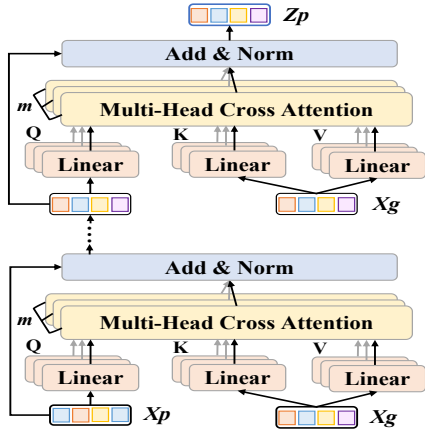 Zp
Add & Norm
m
Multi-Head Cross Attention
Q K V
Linear Linear Linear
Xg
Add & Norm
m
Multi-Head Cross Attention
Q K V
Linear Linear Linear
Xp Xg